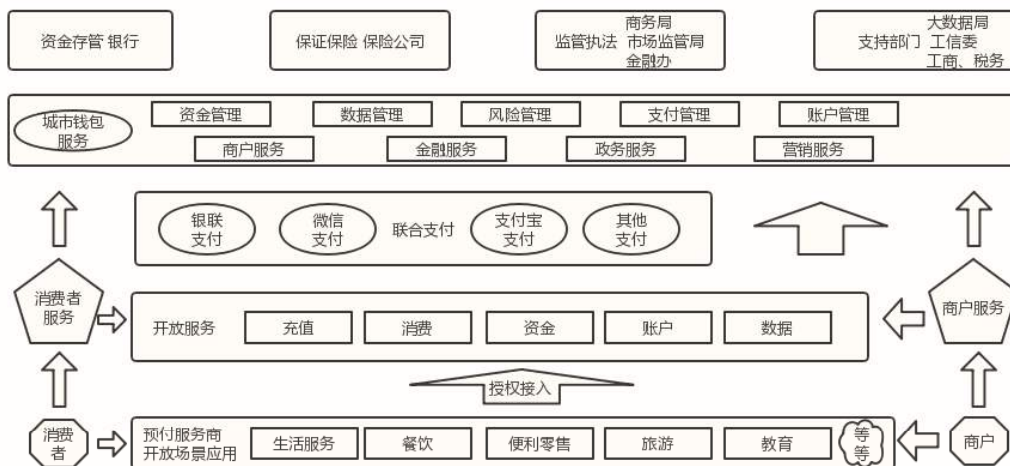 资金存管 银行
保证保险 保险公司
商务局
监管执法 市场监管局
金融办
大数据局
支持部门 工信委
工商、税务
城市钱包
服务
资金管理
数据管理
风险管理
支付管理
账户管理
商户服务
金融服务
政务服务
营销服务
银联
支付
微信
支付
联合支付
支付宝
支付
其他
支付
消费者
服务
开放服务
充值
消费
资金
账户
数据
商户服务
授权接入
消费
者
预付服务商
开放场景应用
生活服务
餐饮
便利零售
旅游
教育
等
等
商户